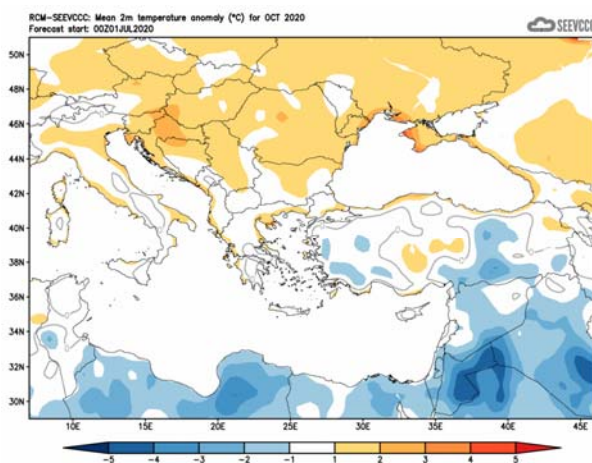 RCM-SEEVCCC: Mean 2m temperature anomaly (°C) for OCT 2020
Forecast start: 00Z01JUL2020
SEEVCCC
50N
48N
46N
44N
42N
40N
38N
36N
34N
32N
30N
10E 15E 20E 25E 30E 35E 40E 45E
-5 -4 -3 -2 -1 1 2 3 4 5